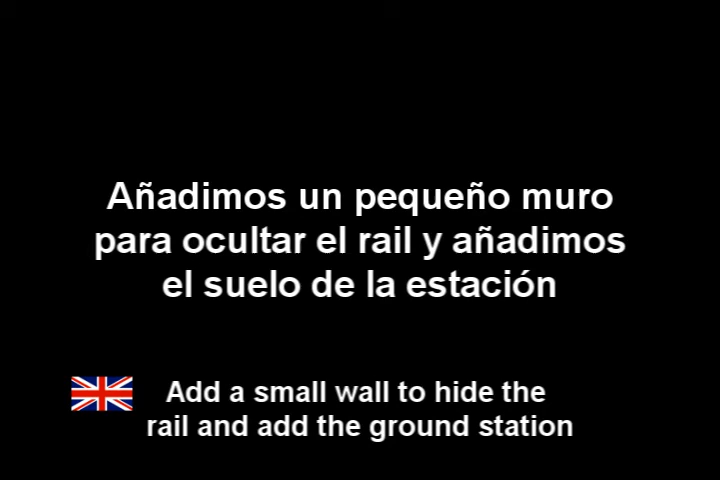 Añadimos un pequeño muro
para ocultar el rail y añadimos
el suelo de la estación
Add a small wall to hide the
rail and add the ground station